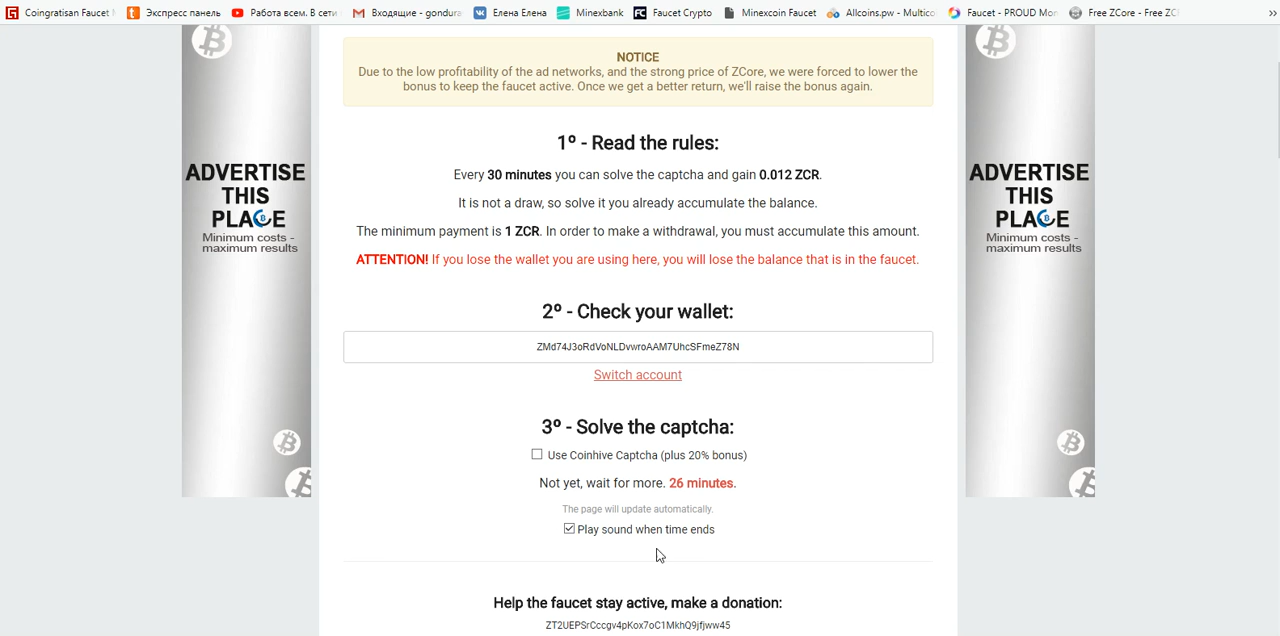 Coingratisan Faucet
Экспресс панель
Работа всем. В сети
Входящие - gondura
Елена Елена
Minexbank
Faucet Crypto
Minexcoin Faucet
Allcoins.pw - Multico
Faucet - PROUD Mon
Free ZCore - Free ZC
»
NOTICE
Due to the low profitability of the ad networks, and the strong price of ZCore, we were forced to lower the
bonus to keep the faucet active. Once we get a better return, we'll raise the bonus again.
1º - Read the rules:
Every 30 minutes you can solve the captcha and gain 0.012 ZCR.
It is not a draw, so solve it you already accumulate the balance.
The minimum payment is 1 ZCR. In order to make a withdrawal, you must accumulate this amount.
ATTENTION! If you lose the wallet you are using here, you will lose the balance that is in the faucet.
ADVERTISE
THIS
PLACE
Minimum costs -
maximum results
ADVERTISE
THIS
PLACE
Minimum costs -
maximum results
2º - Check your wallet:
ZMd74J3oRdVoNLDvwroAAM7UhcSFmeZ78N
Switch account
3º - Solve the captcha:
Use Coinhive Captcha (plus 20% bonus)
Not yet, wait for more. 26 minutes.
The page will update automatically.
Play sound when time ends
Help the faucet stay active, make a donation:
ZT2UEPSrCccgv4pKox7oC1MkhQ9jfjww45